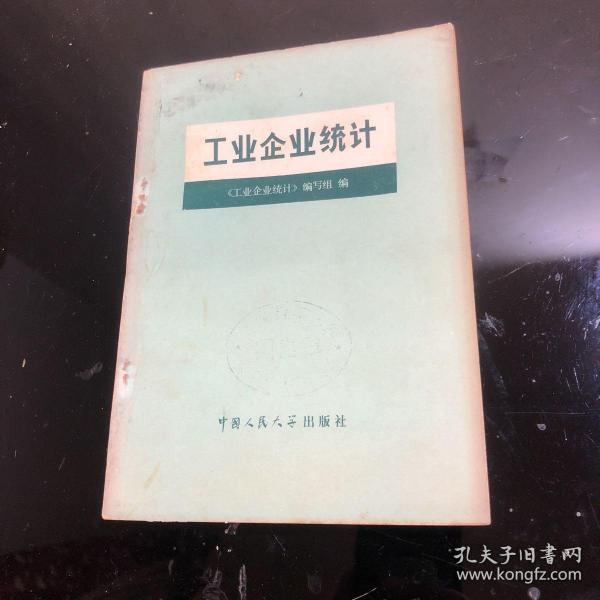 工业企业统计
《工业企业统计》编写组 编
中国人民大学出版社
孔夫子旧書网
www.kongfz.com